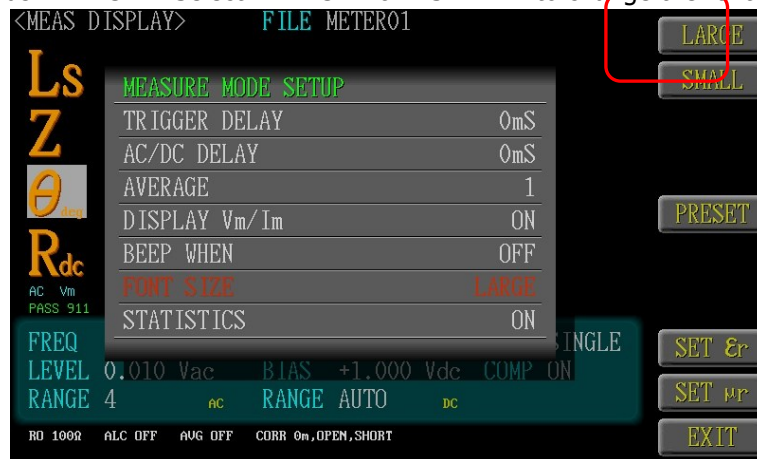 <MEAS DISPLAY> FILE METER01
LARGE
SMALL
Ls
Z
θ deg
Rdc
AC Vm
PASS 911
MEASURE MODE SETUP
TRIGGER DELAY 0mS
AC/DC DELAY 0mS
AVERAGE 1
DISPLAY Vm/Im ON
BEEP WHEN OFF
FONT SIZE LARGE
STATISTICS ON
PRESET
FREQ SINGLE
LEVEL 0.010 Vac BIAS +1.000 Vdc COMP ON
RANGE 4 AC RANGE AUTO DC
RO 100Ω ALC OFF AVG OFF CORR 0m,OPEN,SHORT
SET εr
SET μr
EXIT